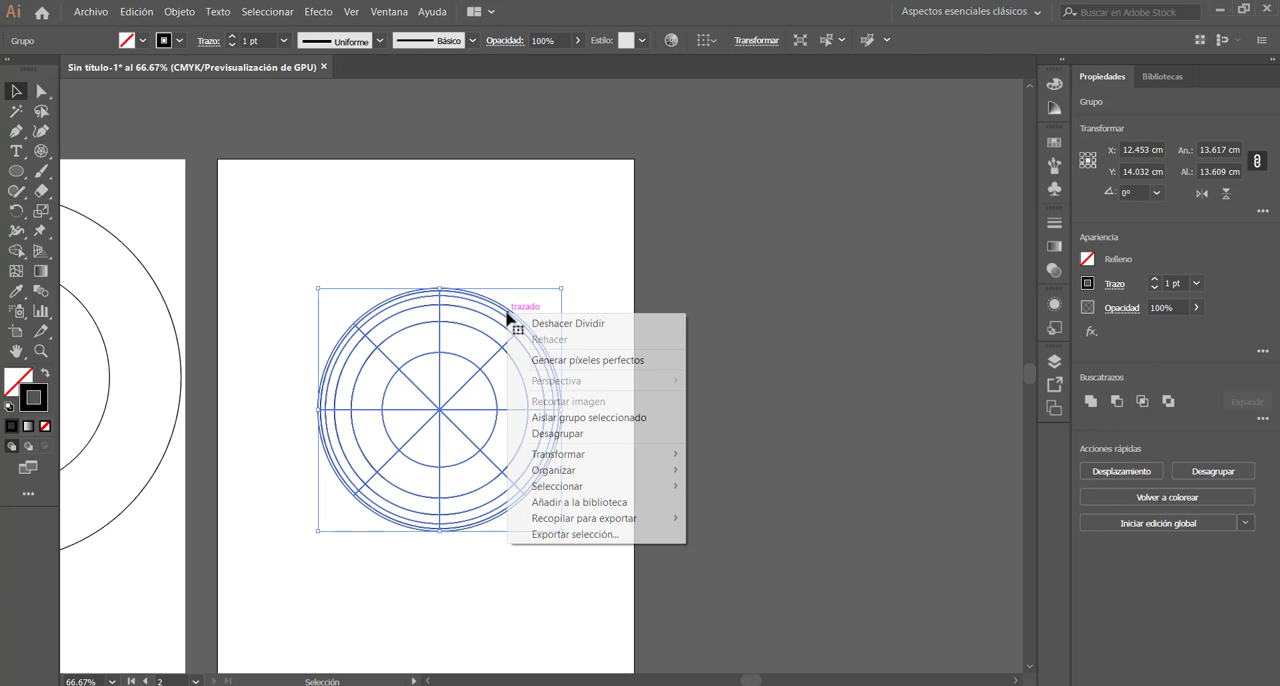 Ai
Archivo Edición Objeto Texto Seleccionar Efecto Ver Ventana Ayuda
Aspectos esenciales clásicos
Buscar en Adobe Stock
Grupo
Trazo: 1 pt
Uniforme
Básico
Opacidad: 100%
Estilo:
Transformar
Sin título-1* al 66.67% (CMYK/Previsualización de GPU) ×
trazado
Deshacer Dividir
Rehacer
Generar píxeles perfectos
Perspectiva
Recortar imagen
Aislar grupo seleccionado
Desagrupar
Transformar
Organizar
Seleccionar
Añadir a la biblioteca
Recopilar para exportar
Exportar selección...
Propiedades Bibliotecas
Grupo
Transformar
X: 12.453 cm An.: 13.617 cm
Y: 14.032 cm Al.: 13.609 cm
0°
Apariencia
Relleno
Trazo 1 pt
Opacidad 100%
fx.
Buscatrazos
Expandir
Acciones rápidas
Desplazamiento Desagrupar
Volver a colorear
Iniciar edición global
66.67% 2 Selección